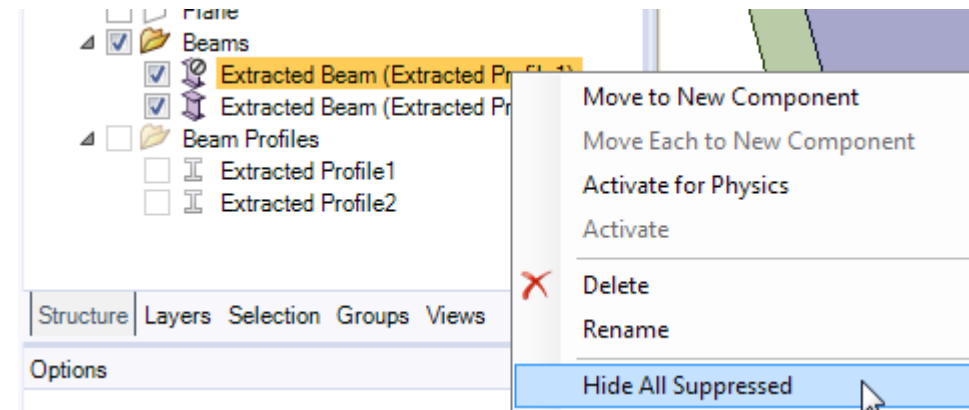 Plane
Beams
Extracted Beam (Extracted Profile1)
Extracted Beam (Extracted Pr
Beam Profiles
Extracted Profile1
Extracted Profile2
Structure Layers Selection Groups Views
Options
Move to New Component
Move Each to New Component
Activate for Physics
Activate
Delete
Rename
Hide All Suppressed